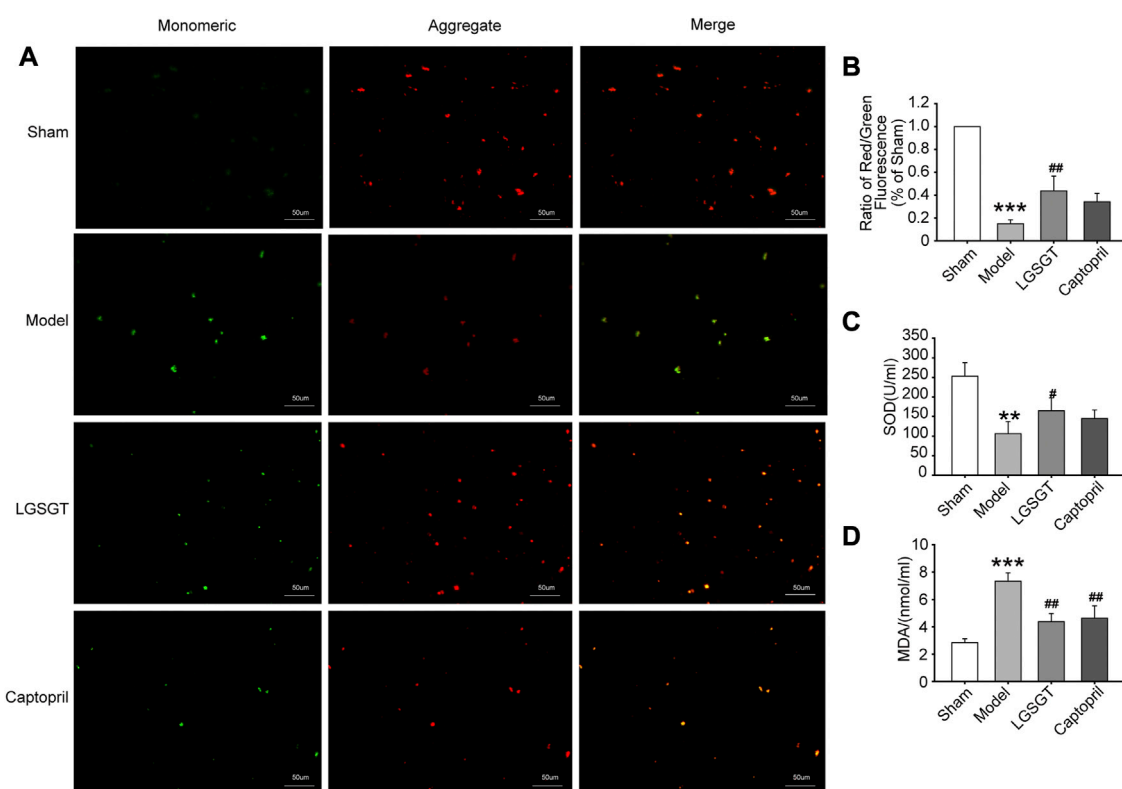 Monomeric Aggregate Merge
A
Sham
50um 50um 50um
Model
50um 50um 50um
LGSGT
50um 50um 50um
Captopril
50um 50um 50um
B
Ratio of Red/Green
Fluorescence
(% of Sham)
1.2
1.0
0.8
0.6
0.4
0.2
0
***
##
Sham Model LGSGT Captopril
C
SOD(U/ml)
350
300
250
200
150
100
50
0
**
#
Sham Model LGSGT Captopril
D
MDA/(nmol/ml)
10
8
6
4
2
0
***
##
##
Sham Model LGSGT Captopril